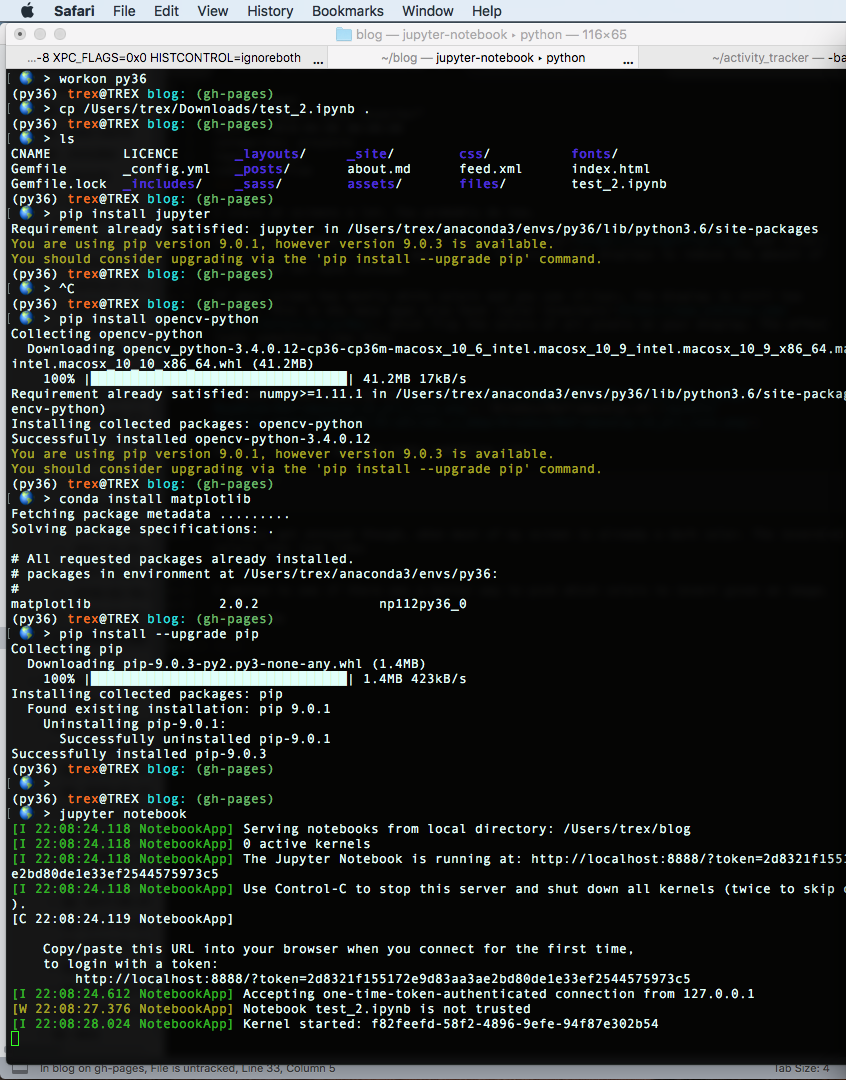 Safari File Edit View History Bookmarks Window Help
blog — jupyter-notebook ▸ python — 116×65
...-8 XPC_FLAGS=0x0 HISTCONTROL=ignoreboth ... ~/blog — jupyter-notebook ▸ python ... ~/activity_tracker — -ba
[ > workon py36
(py36) trex@TREX blog: (gh-pages)
[ > cp /Users/trex/Downloads/test_2.ipynb .
(py36) trex@TREX blog: (gh-pages)
[ > ls
CNAME LICENCE _layouts/ _site/ css/ fonts/
Gemfile _config.yml _posts/ about.md feed.xml index.html
Gemfile.lock _includes/ _sass/ assets/ files/ test_2.ipynb
(py36) trex@TREX blog: (gh-pages)
[ > pip install jupyter
Requirement already satisfied: jupyter in /Users/trex/anaconda3/envs/py36/lib/python3.6/site-packages
You are using pip version 9.0.1, however version 9.0.3 is available.
You should consider upgrading via the 'pip install --upgrade pip' command.
(py36) trex@TREX blog: (gh-pages)
[ > ^C
(py36) trex@TREX blog: (gh-pages)
[ > pip install opencv-python
Collecting opencv-python
Downloading opencv_python-3.4.0.12-cp36-cp36m-macosx_10_6_intel.macosx_10_9_intel.macosx_10_9_x86_64.ma
intel.macosx_10_10_x86_64.whl (41.2MB)
100% |████████████████████████████████| 41.2MB 17kB/s
Requirement already satisfied: numpy>=1.11.1 in /Users/trex/anaconda3/envs/py36/lib/python3.6/site-packag
encv-python)
Installing collected packages: opencv-python
Successfully installed opencv-python-3.4.0.12
You are using pip version 9.0.1, however version 9.0.3 is available.
You should consider upgrading via the 'pip install --upgrade pip' command.
(py36) trex@TREX blog: (gh-pages)
[ > conda install matplotlib
Fetching package metadata .........
Solving package specifications: .
# All requested packages already installed.
# packages in environment at /Users/trex/anaconda3/envs/py36:
#
matplotlib 2.0.2 np112py36_0
(py36) trex@TREX blog: (gh-pages)
[ > pip install --upgrade pip
Collecting pip
Downloading pip-9.0.3-py2.py3-none-any.whl (1.4MB)
100% |████████████████████████████████| 1.4MB 423kB/s
Installing collected packages: pip
Found existing installation: pip 9.0.1
Uninstalling pip-9.0.1:
Successfully uninstalled pip-9.0.1
Successfully installed pip-9.0.3
(py36) trex@TREX blog: (gh-pages)
[ >
(py36) trex@TREX blog: (gh-pages)
[ > jupyter notebook
[I 22:08:24.118 NotebookApp] Serving notebooks from local directory: /Users/trex/blog
[I 22:08:24.118 NotebookApp] 0 active kernels
[I 22:08:24.118 NotebookApp] The Jupyter Notebook is running at: http://localhost:8888/?token=2d8321f1551
e2bd80de1e33ef2544575973c5
[I 22:08:24.118 NotebookApp] Use Control-C to stop this server and shut down all kernels (twice to skip c
).
[C 22:08:24.119 NotebookApp]
Copy/paste this URL into your browser when you connect for the first time,
to login with a token:
http://localhost:8888/?token=2d8321f155172e9d83aa3ae2bd80de1e33ef2544575973c5
[I 22:08:24.612 NotebookApp] Accepting one-time-token-authenticated connection from 127.0.0.1
[W 22:08:27.376 NotebookApp] Notebook test_2.ipynb is not trusted
[I 22:08:28.024 NotebookApp] Kernel started: f82feefd-58f2-4896-9efe-94f87e302b54
In blog on gh-pages, File is untracked, Line 33, Column 5 Tab Size: 4